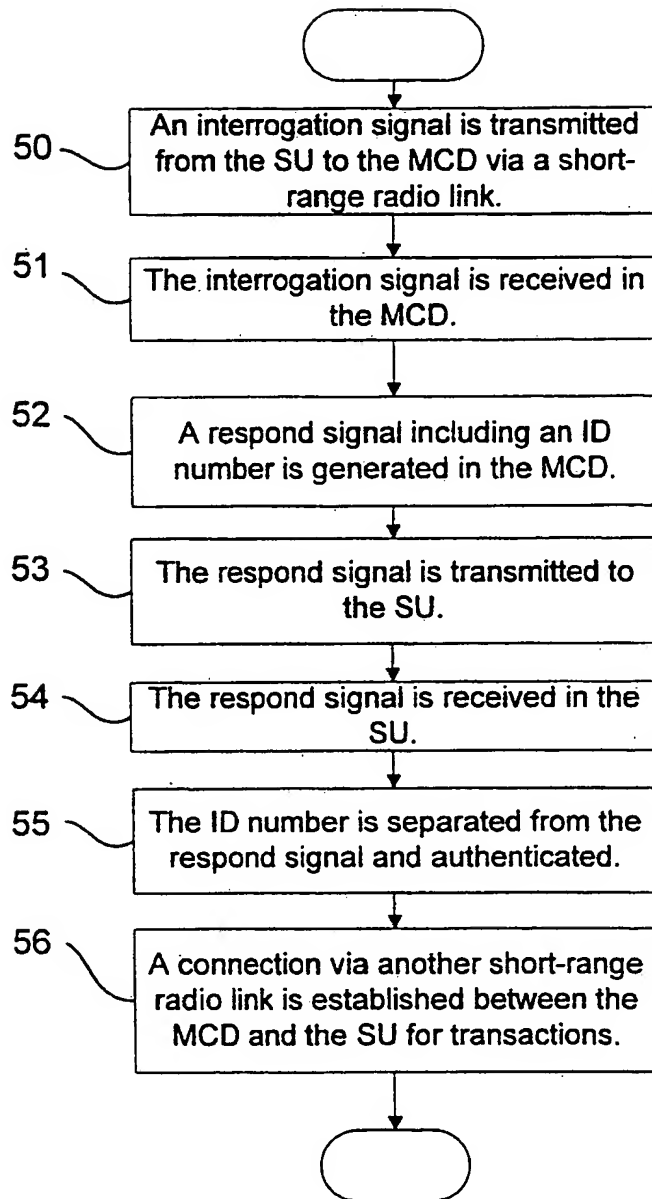 50
An interrogation signal is transmitted
from the SU to the MCD via a short-
range radio link.
51
The interrogation signal is received in
the MCD.
52
A respond signal including an ID
number is generated in the MCD.
53
The respond signal is transmitted to
the SU.
54
The respond signal is received in the
SU.
55
The ID number is separated from the
respond signal and authenticated.
56
A connection via another short-range
radio link is established between the
MCD and the SU for transactions.